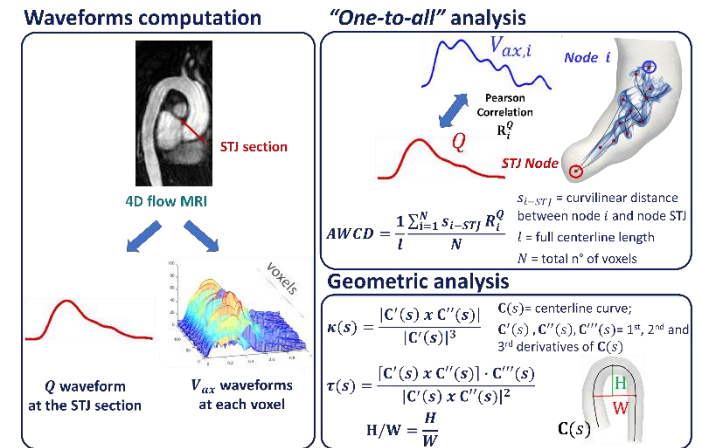 Waveforms computation
STJ section
4D flow MRI
voxels
Q waveform
at the STJ section
V_ax waveforms
at each voxel
"One-to-all" analysis
V_ax,i
Node i
Pearson
Correlation
R_i^Q
Q
STJ Node
AWCD = 1/l ∑_{i=1}^N s_{i-STJ} R_i^Q / N
s_{i-STJ} = curvilinear distance
between node i and node STJ
l = full centerline length
N = total n° of voxels
Geometric analysis
κ(s) = |C′(s) x C′′(s)| / |C′(s)|^3
τ(s) = [C′(s) x C′′(s)] · C′′′(s) / |C′(s) x C′′(s)|^2
H/W = H/W
C(s)= centerline curve;
C′(s) , C′′(s), C′′′(s)= 1st, 2nd and
3rd derivatives of C(s)
H
W
C(s)